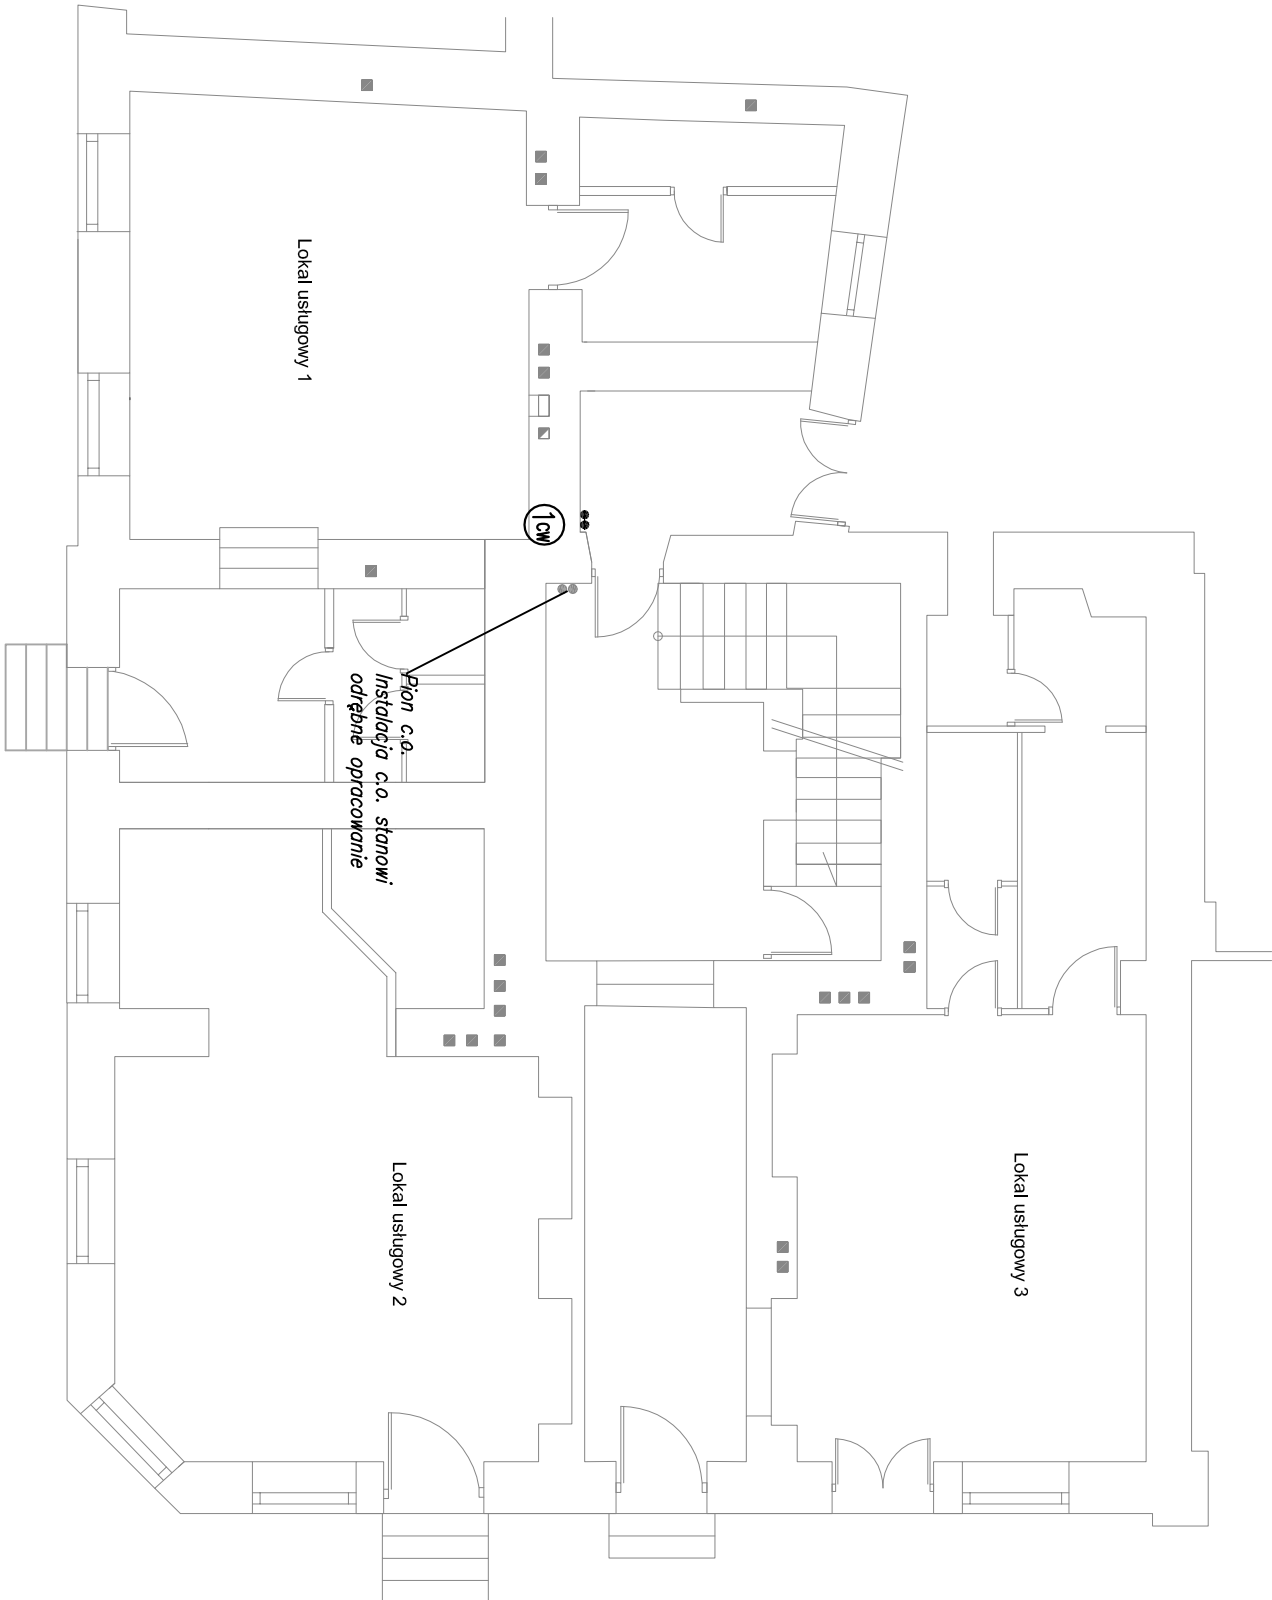 Lokal usługowy 1
1cw
Pion c.o.
Instalacja c.o. stanowi
odrębne opracowanie
Lokal usługowy 2
Lokal usługowy 3